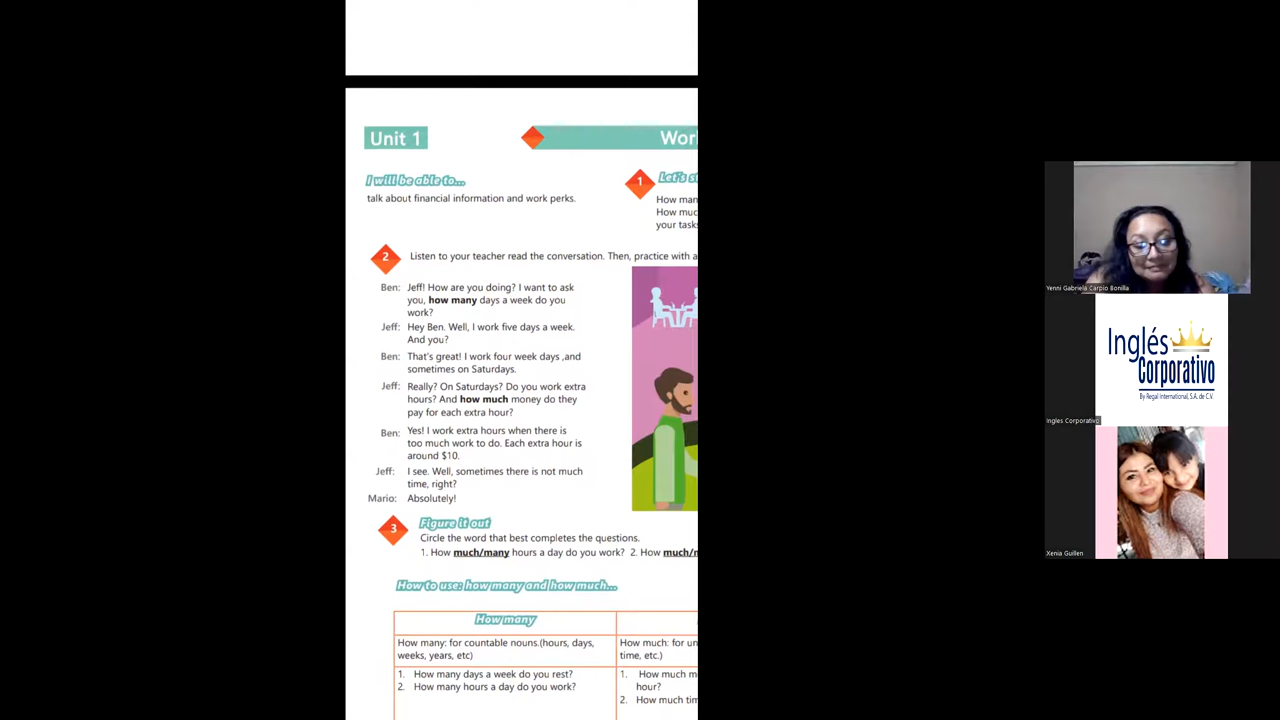 Unit 1
I will be able to...
talk about financial information and work perks.
1
How
How
your
2
Listen to your teacher read the conversation. Then, practice with a
Ben: Jeff! How are you doing? I want to ask
you, how many days a week do you
work?
Jeff: Hey Ben. Well, I work five days a week.
And you?
Ben: That's great! I work four week days ,and
sometimes on Saturdays.
Jeff: Really? On Saturdays? Do you work extra
hours? And how much money do they
pay for each extra hour?
Ben: Yes! I work extra hours when there is
too much work to do. Each extra hour is
around $10.
Jeff: I see. Well, sometimes there is not much
time, right?
Mario: Absolutely!
3
Figure it out
Circle the word that best completes the questions.
1. How much/many hours a day do you work? 2. How
How to use: how many and how much...
How many
How many: for countable nouns.(hours, days,
weeks, years, etc)
1. How many days a week do you rest?
2. How many hours a day do you work?
How much: for
time, etc.)
1. How much
hour?
2. How much
Yenni Gabriela Carpio Bonilla
Inglés
Corporativo
By Regal International, S.A. de C.V.
Ingles Corporativo
Xenia Guillen